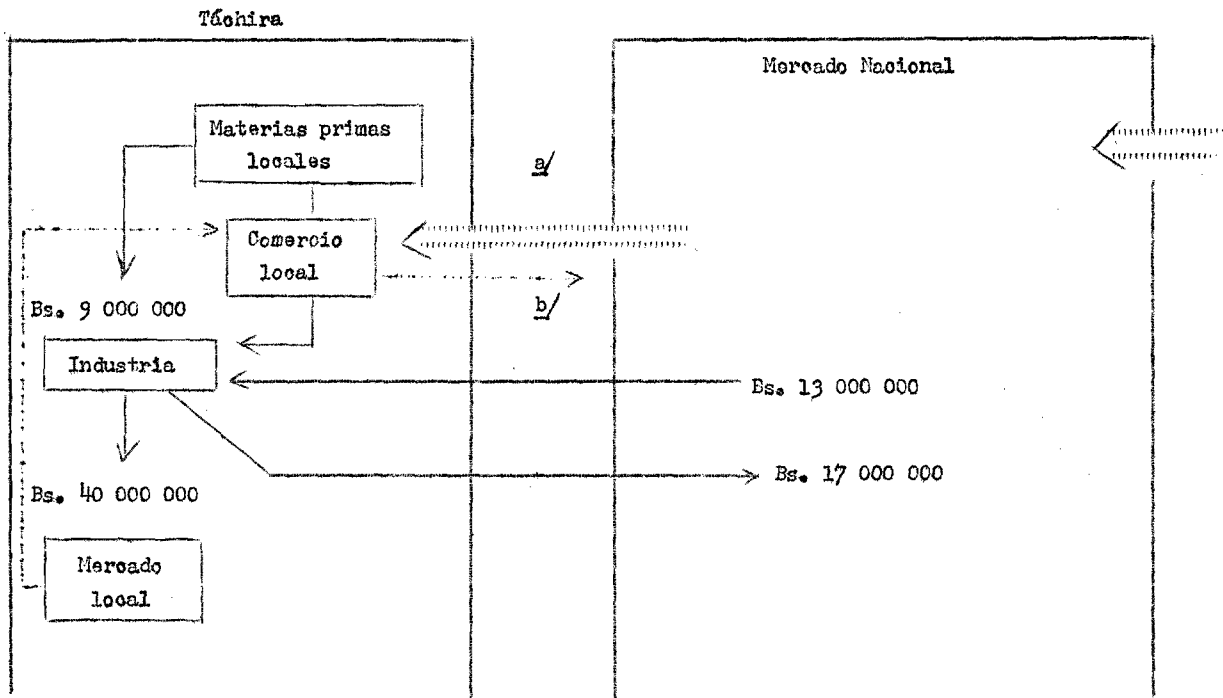 Táchira
Mercado Nacional
Materias primas
locales
a/
Comercio
local
b/
Bs. 9 000 000
Industria
Bs. 13 000 000
Bs. 17 000 000
Bs. 40 000 000
Mercado
local